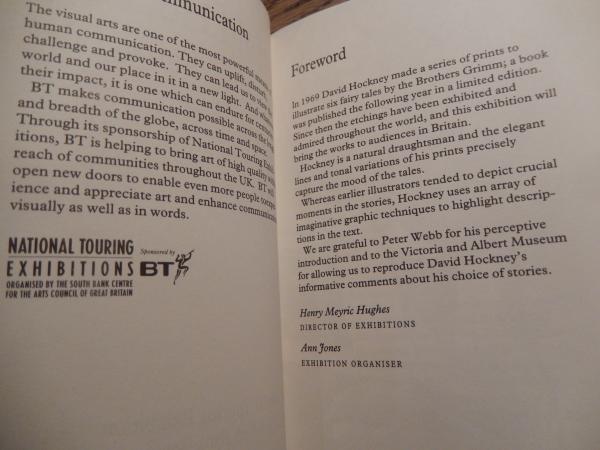 mmunication
The visual arts are one of the most powerful
human communication. They can uplift, disturb,
challenge and provoke. They can lead us to view the
world and our place in it in a new light. And
their impact, it is one which can endure for
BT makes communication possible across the
and breadth of the globe, across time and space.
Through its sponsorship of National Touring
itions, BT is helping to bring art of high quality
reach of communities throughout the UK. BT
open new doors to enable even more people to
ience and appreciate art and enhance
visually as well as in words.
NATIONAL TOURING
EXHIBITIONS
ORGANISED BY THE SOUTH BANK CENTRE
FOR THE ARTS COUNCIL OF GREAT BRITAIN
Sponsored by
BT
Foreword
In 1969 David Hockney made a series of prints to
illustrate six fairy tales by the Brothers Grimm; a book
was published the following year in a limited edition.
Since then the etchings have been exhibited and
admired throughout the world, and this exhibition will
bring the works to audiences in Britain.
Hockney is a natural draughtsman and the elegant
lines and tonal variations of his prints precisely
capture the mood of the tales.
Whereas earlier illustrators tended to depict crucial
moments in the stories, Hockney uses an array of
imaginative graphic techniques to highlight descrip-
tions in the text.
We are grateful to Peter Webb for his perceptive
introduction and to the Victoria and Albert Museum
for allowing us to reproduce David Hockney's
informative comments about his choice of stories.
Henry Meyric Hughes
DIRECTOR OF EXHIBITIONS
Ann Jones
EXHIBITION ORGANISER